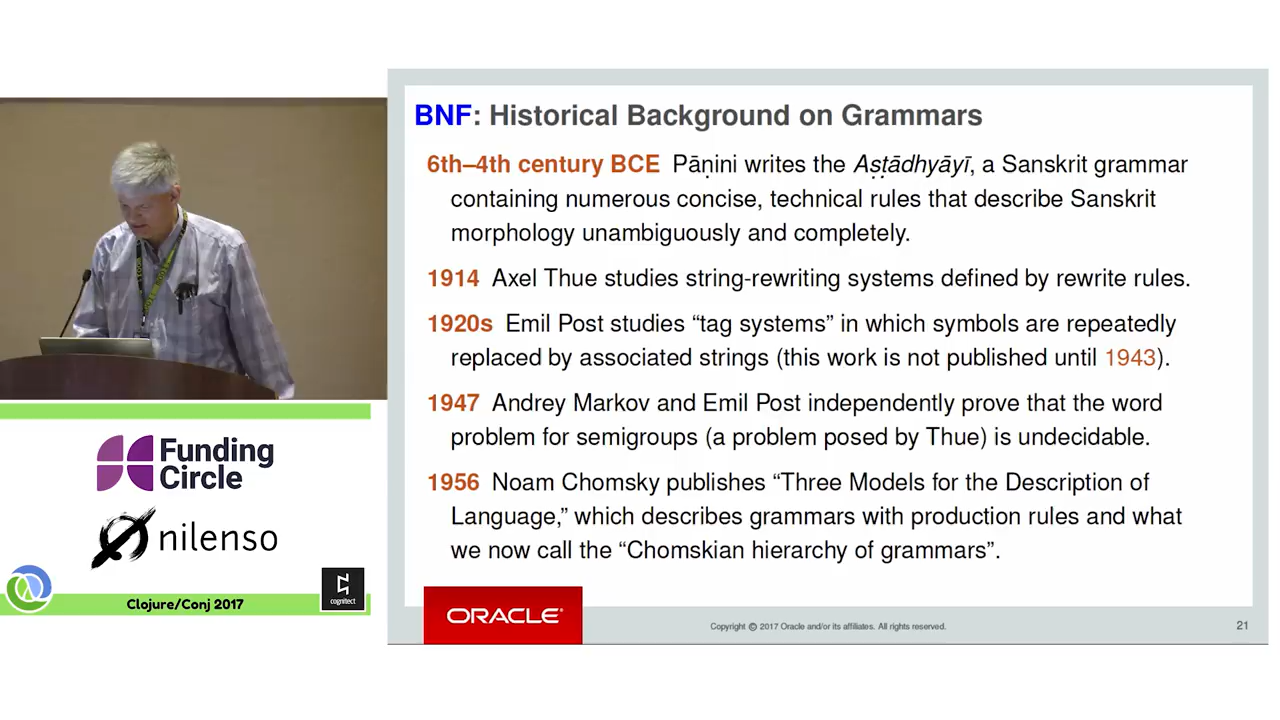 BNF: Historical Background on Grammars
6th–4th century BCE Pāṇini writes the Aṣṭādhyāyī, a Sanskrit grammar
containing numerous concise, technical rules that describe Sanskrit
morphology unambiguously and completely.
1914 Axel Thue studies string-rewriting systems defined by rewrite rules.
1920s Emil Post studies “tag systems” in which symbols are repeatedly
replaced by associated strings (this work is not published until 1943).
1947 Andrey Markov and Emil Post independently prove that the word
problem for semigroups (a problem posed by Thue) is undecidable.
1956 Noam Chomsky publishes “Three Models for the Description of
Language,” which describes grammars with production rules and what
we now call the “Chomskian hierarchy of grammars”.
ORACLE®
Copyright © 2017 Oracle and/or its affiliates. All rights reserved.
21
Funding
Circle
nilenso
Clojure/Conj 2017
cognitect